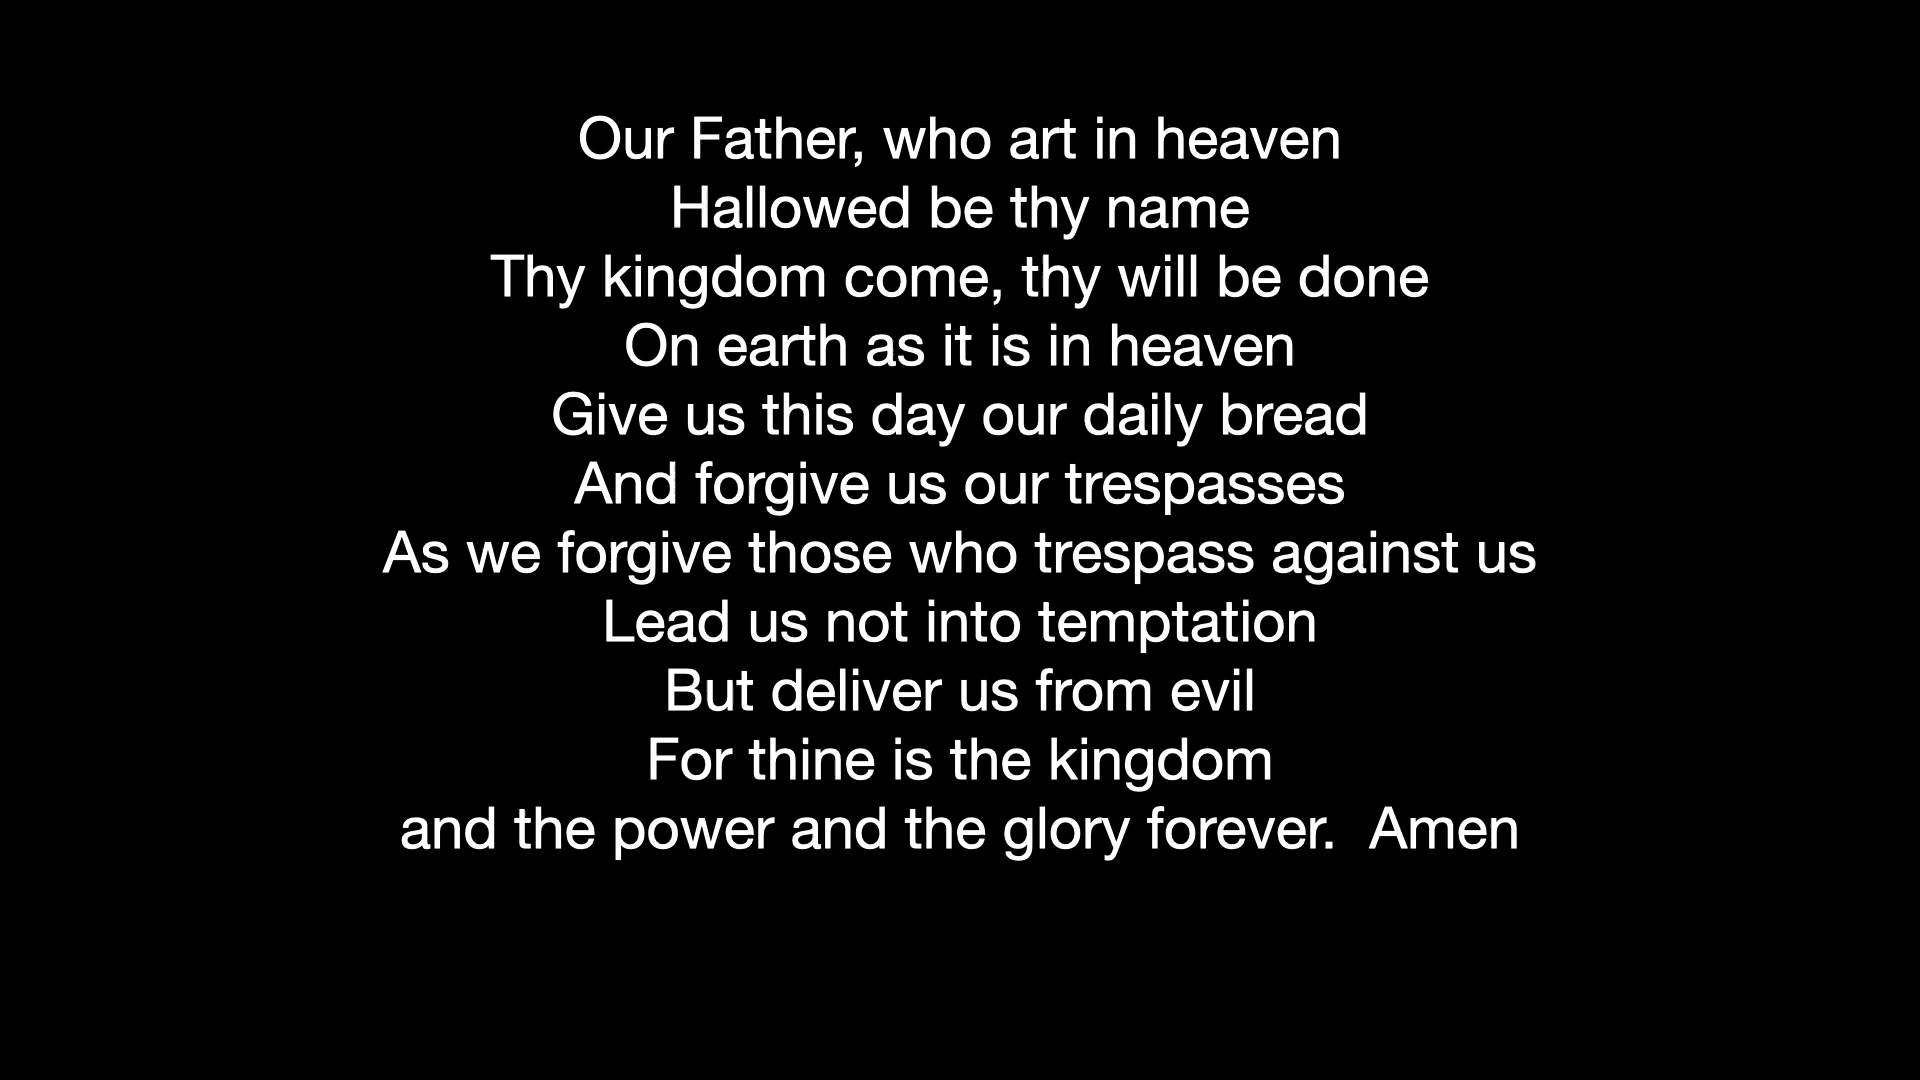 Our Father, who art in heaven
Hallowed be thy name
Thy kingdom come, thy will be done
On earth as it is in heaven
Give us this day our daily bread
And forgive us our trespasses
As we forgive those who trespass against us
Lead us not into temptation
But deliver us from evil
For thine is the kingdom
and the power and the glory forever.  Amen